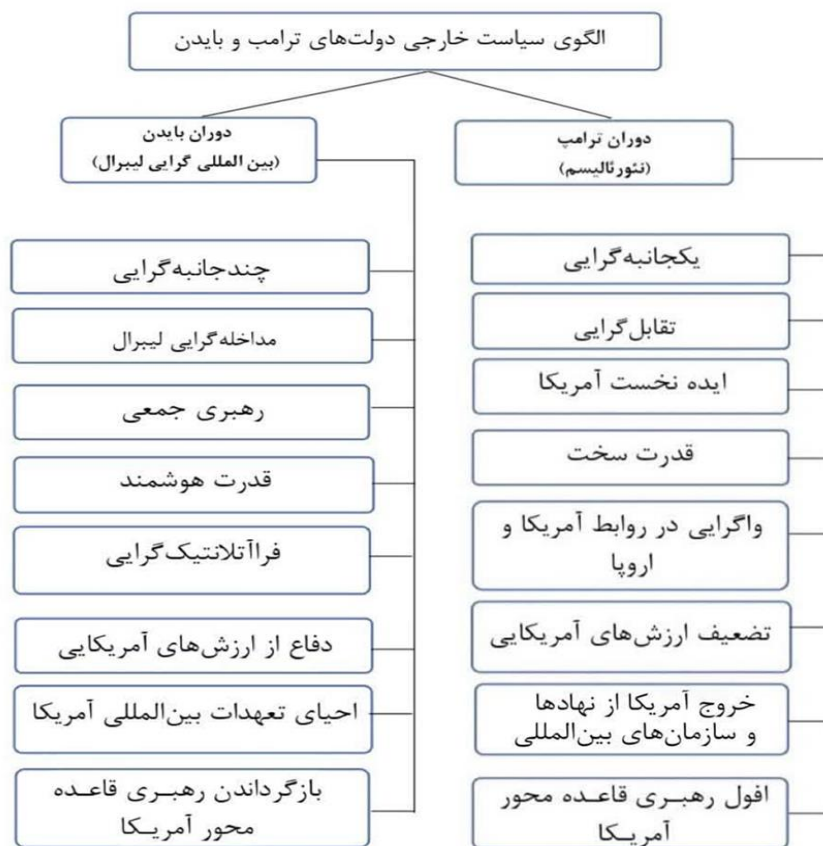 الگوی سیاست خارجی دولت‌های ترامب و بایدن
دوران ترامپ
(نئورئالیسم)
یکجانبه‌گرایی
تقابل‌گرایی
ایده نخست آمریکا
قدرت سخت
واگرایی در روابط آمریکا و
اروپا
تضعیف ارزش‌های آمریکایی
خروج آمریکا از نهادها
و سازمان‌های بین‌المللی
افول رهبری قاعده محور
آمریکا
دوران بایدن
(بین المللی گرایی لیبرال)
چندجانبه‌گرایی
مداخله‌گرایی لیبرال
رهبری جمعی
قدرت هوشمند
فراآتلانتیک‌گرایی
دفاع از ارزش‌های آمریکایی
احیای تعهدات بین‌المللی آمریکا
بازگرداندن رهبری قاعده
محور آمریکا